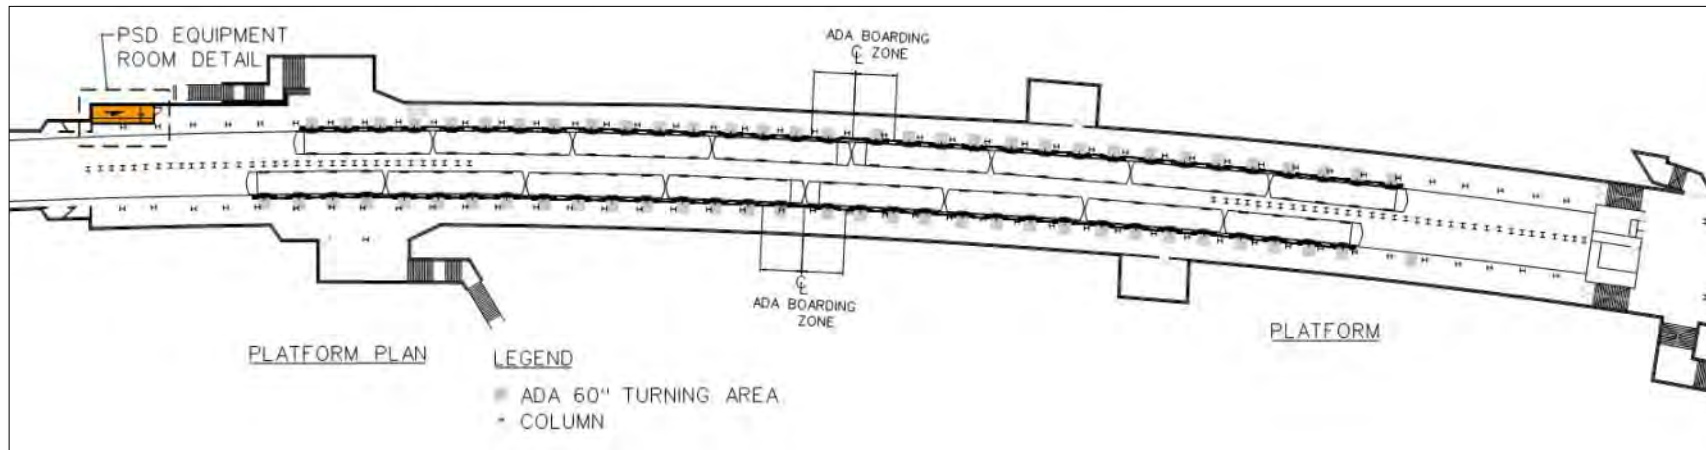 PSD EQUIPMENT
ROOM DETAIL
ADA BOARDING
℄ ZONE
℄
ADA BOARDING
ZONE
PLATFORM PLAN
PLATFORM
LEGEND
ADA 60" TURNING AREA
COLUMN